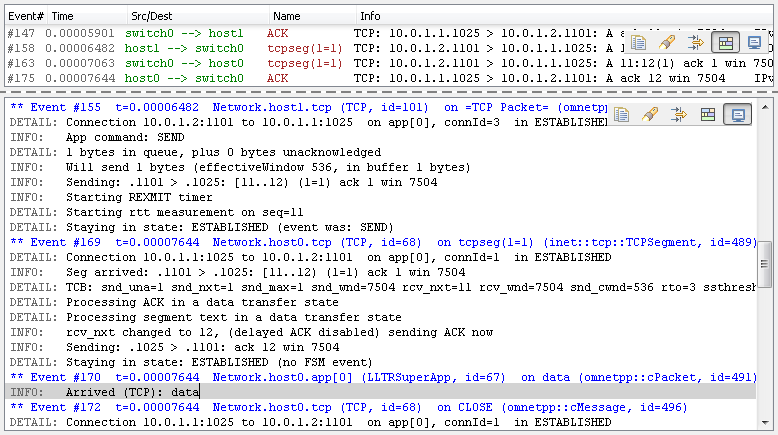 Event# Time Src/Dest Name Info
#147 0.00005901 switch0 --> host1 ACK TCP: 10.0.1.1.1025 > 10.0.1.2.1101: A
#158 0.00006482 host1 --> switch0 tcpseg(l=1) TCP: 10.0.1.2.1101 > 10.0.1.1.1025: A
#163 0.00007063 switch0 --> host0 tcpseg(l=1) TCP: 10.0.1.2.1101 > 10.0.1.1.1025: A 11:12(1) ack 1 win 750
#175 0.00007644 host0 --> switch0 ACK TCP: 10.0.1.1.1025 > 10.0.1.2.1101: A ack 12 win 7504 IPv
** Event #155 t=0.00006482 Network.host1.tcp (TCP, id=101) on =TCP Packet= (omnetpp
DETAIL: Connection 10.0.1.2:1101 to 10.0.1.1:1025 on app[0], connId=3 in ESTABLISHED
INFO: App command: SEND
DETAIL: 1 bytes in queue, plus 0 bytes unacknowledged
INFO: Will send 1 bytes (effectiveWindow 536, in buffer 1 bytes)
INFO: Sending: .1101 > .1025: [11..12) (l=1) ack 1 win 7504
INFO: Starting REXMIT timer
DETAIL: Starting rtt measurement on seq=11
DETAIL: Staying in state: ESTABLISHED (event was: SEND)
** Event #169 t=0.00007644 Network.host0.tcp (TCP, id=68) on tcpseg(l=1) (inet::tcp::TCPSegment, id=489)
DETAIL: Connection 10.0.1.1:1025 to 10.0.1.2:1101 on app[0], connId=1 in ESTABLISHED
INFO: Seg arrived: .1101 > .1025: [11..12) (l=1) ack 1 win 7504
DETAIL: TCB: snd_una=1 snd_nxt=1 snd_max=1 snd_wnd=7504 rcv_nxt=11 rcv_wnd=7504 snd_cwnd=536 rto=3 ssthresh
DETAIL: Processing ACK in a data transfer state
DETAIL: Processing segment text in a data transfer state
INFO: rcv_nxt changed to 12, (delayed ACK disabled) sending ACK now
INFO: Sending: .1025 > .1101: ack 12 win 7504
DETAIL: Staying in state: ESTABLISHED (no FSM event)
** Event #170 t=0.00007644 Network.host0.app[0] (LLTRSuperApp, id=67) on data (omnetpp::cPacket, id=491)
INFO: Arrived (TCP): data
** Event #172 t=0.00007644 Network.host0.tcp (TCP, id=68) on CLOSE (omnetpp::cMessage, id=496)
DETAIL: Connection 10.0.1.1:1025 to 10.0.1.2:1101 on app[0], connId=1 in ESTABLISHED